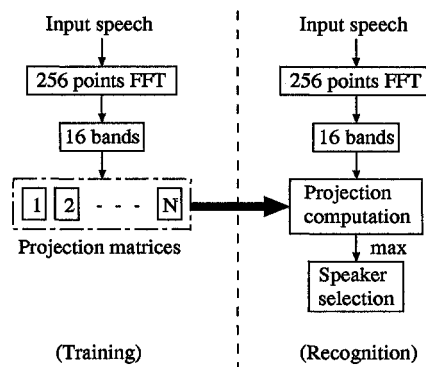 Input speech
256 points FFT
16 bands
1 2 - - - N
Projection matrices
(Training)
Input speech
256 points FFT
16 bands
Projection
computation
max
Speaker
selection
(Recognition)